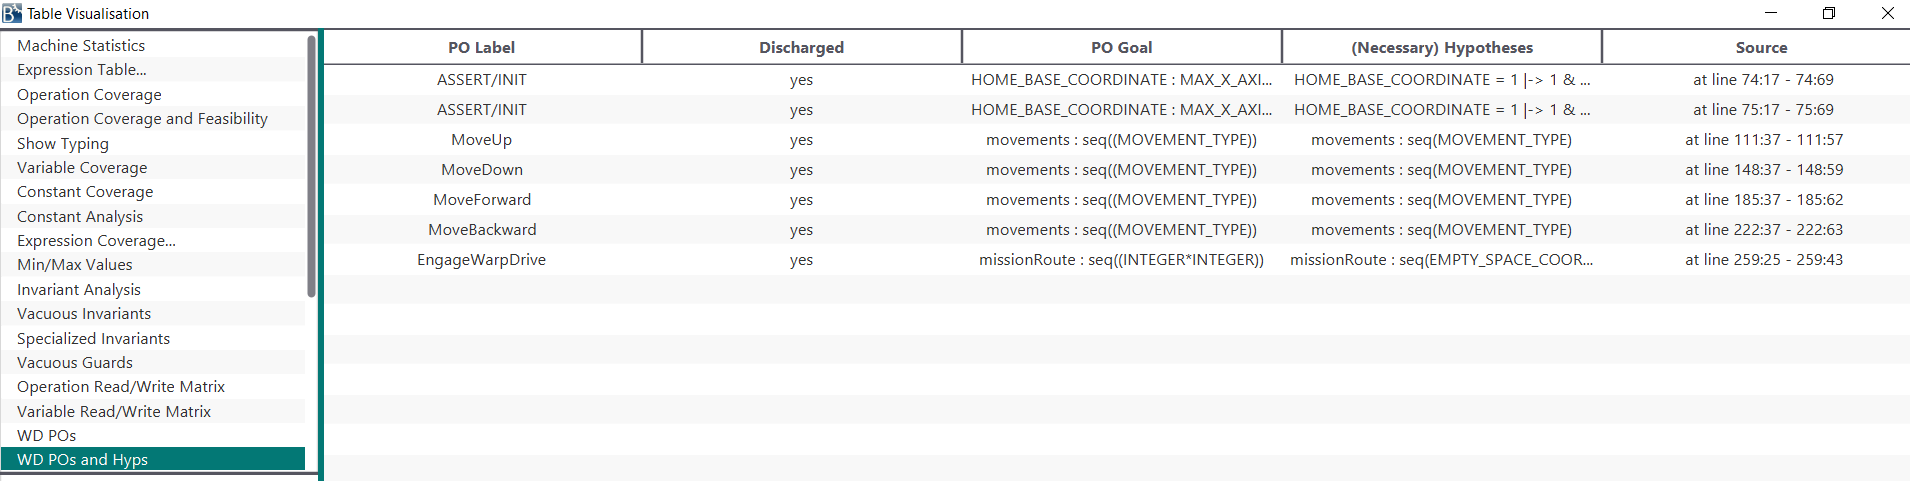 Table Visualisation
Machine Statistics
Expression Table...
Operation Coverage
Operation Coverage and Feasibility
Show Typing
Variable Coverage
Constant Coverage
Constant Analysis
Expression Coverage...
Min/Max Values
Invariant Analysis
Vacuous Invariants
Specialized Invariants
Vacuous Guards
Operation Read/Write Matrix
Variable Read/Write Matrix
WD POs
WD POs and Hyps
PO Label Discharged PO Goal (Necessary) Hypotheses Source
ASSERT/INIT yes HOME_BASE_COORDINATE : MAX_X_AXI... HOME_BASE_COORDINATE = 1 |-> 1 & ... at line 74:17 - 74:69
ASSERT/INIT yes HOME_BASE_COORDINATE : MAX_X_AXI... HOME_BASE_COORDINATE = 1 |-> 1 & ... at line 75:17 - 75:69
MoveUp yes movements : seq((MOVEMENT_TYPE)) movements : seq(MOVEMENT_TYPE) at line 111:37 - 111:57
MoveDown yes movements : seq((MOVEMENT_TYPE)) movements : seq(MOVEMENT_TYPE) at line 148:37 - 148:59
MoveForward yes movements : seq((MOVEMENT_TYPE)) movements : seq(MOVEMENT_TYPE) at line 185:37 - 185:62
MoveBackward yes movements : seq((MOVEMENT_TYPE)) movements : seq(MOVEMENT_TYPE) at line 222:37 - 222:63
EngageWarpDrive yes missionRoute : seq((INTEGER*INTEGER)) missionRoute : seq(EMPTY_SPACE_COOR... at line 259:25 - 259:43